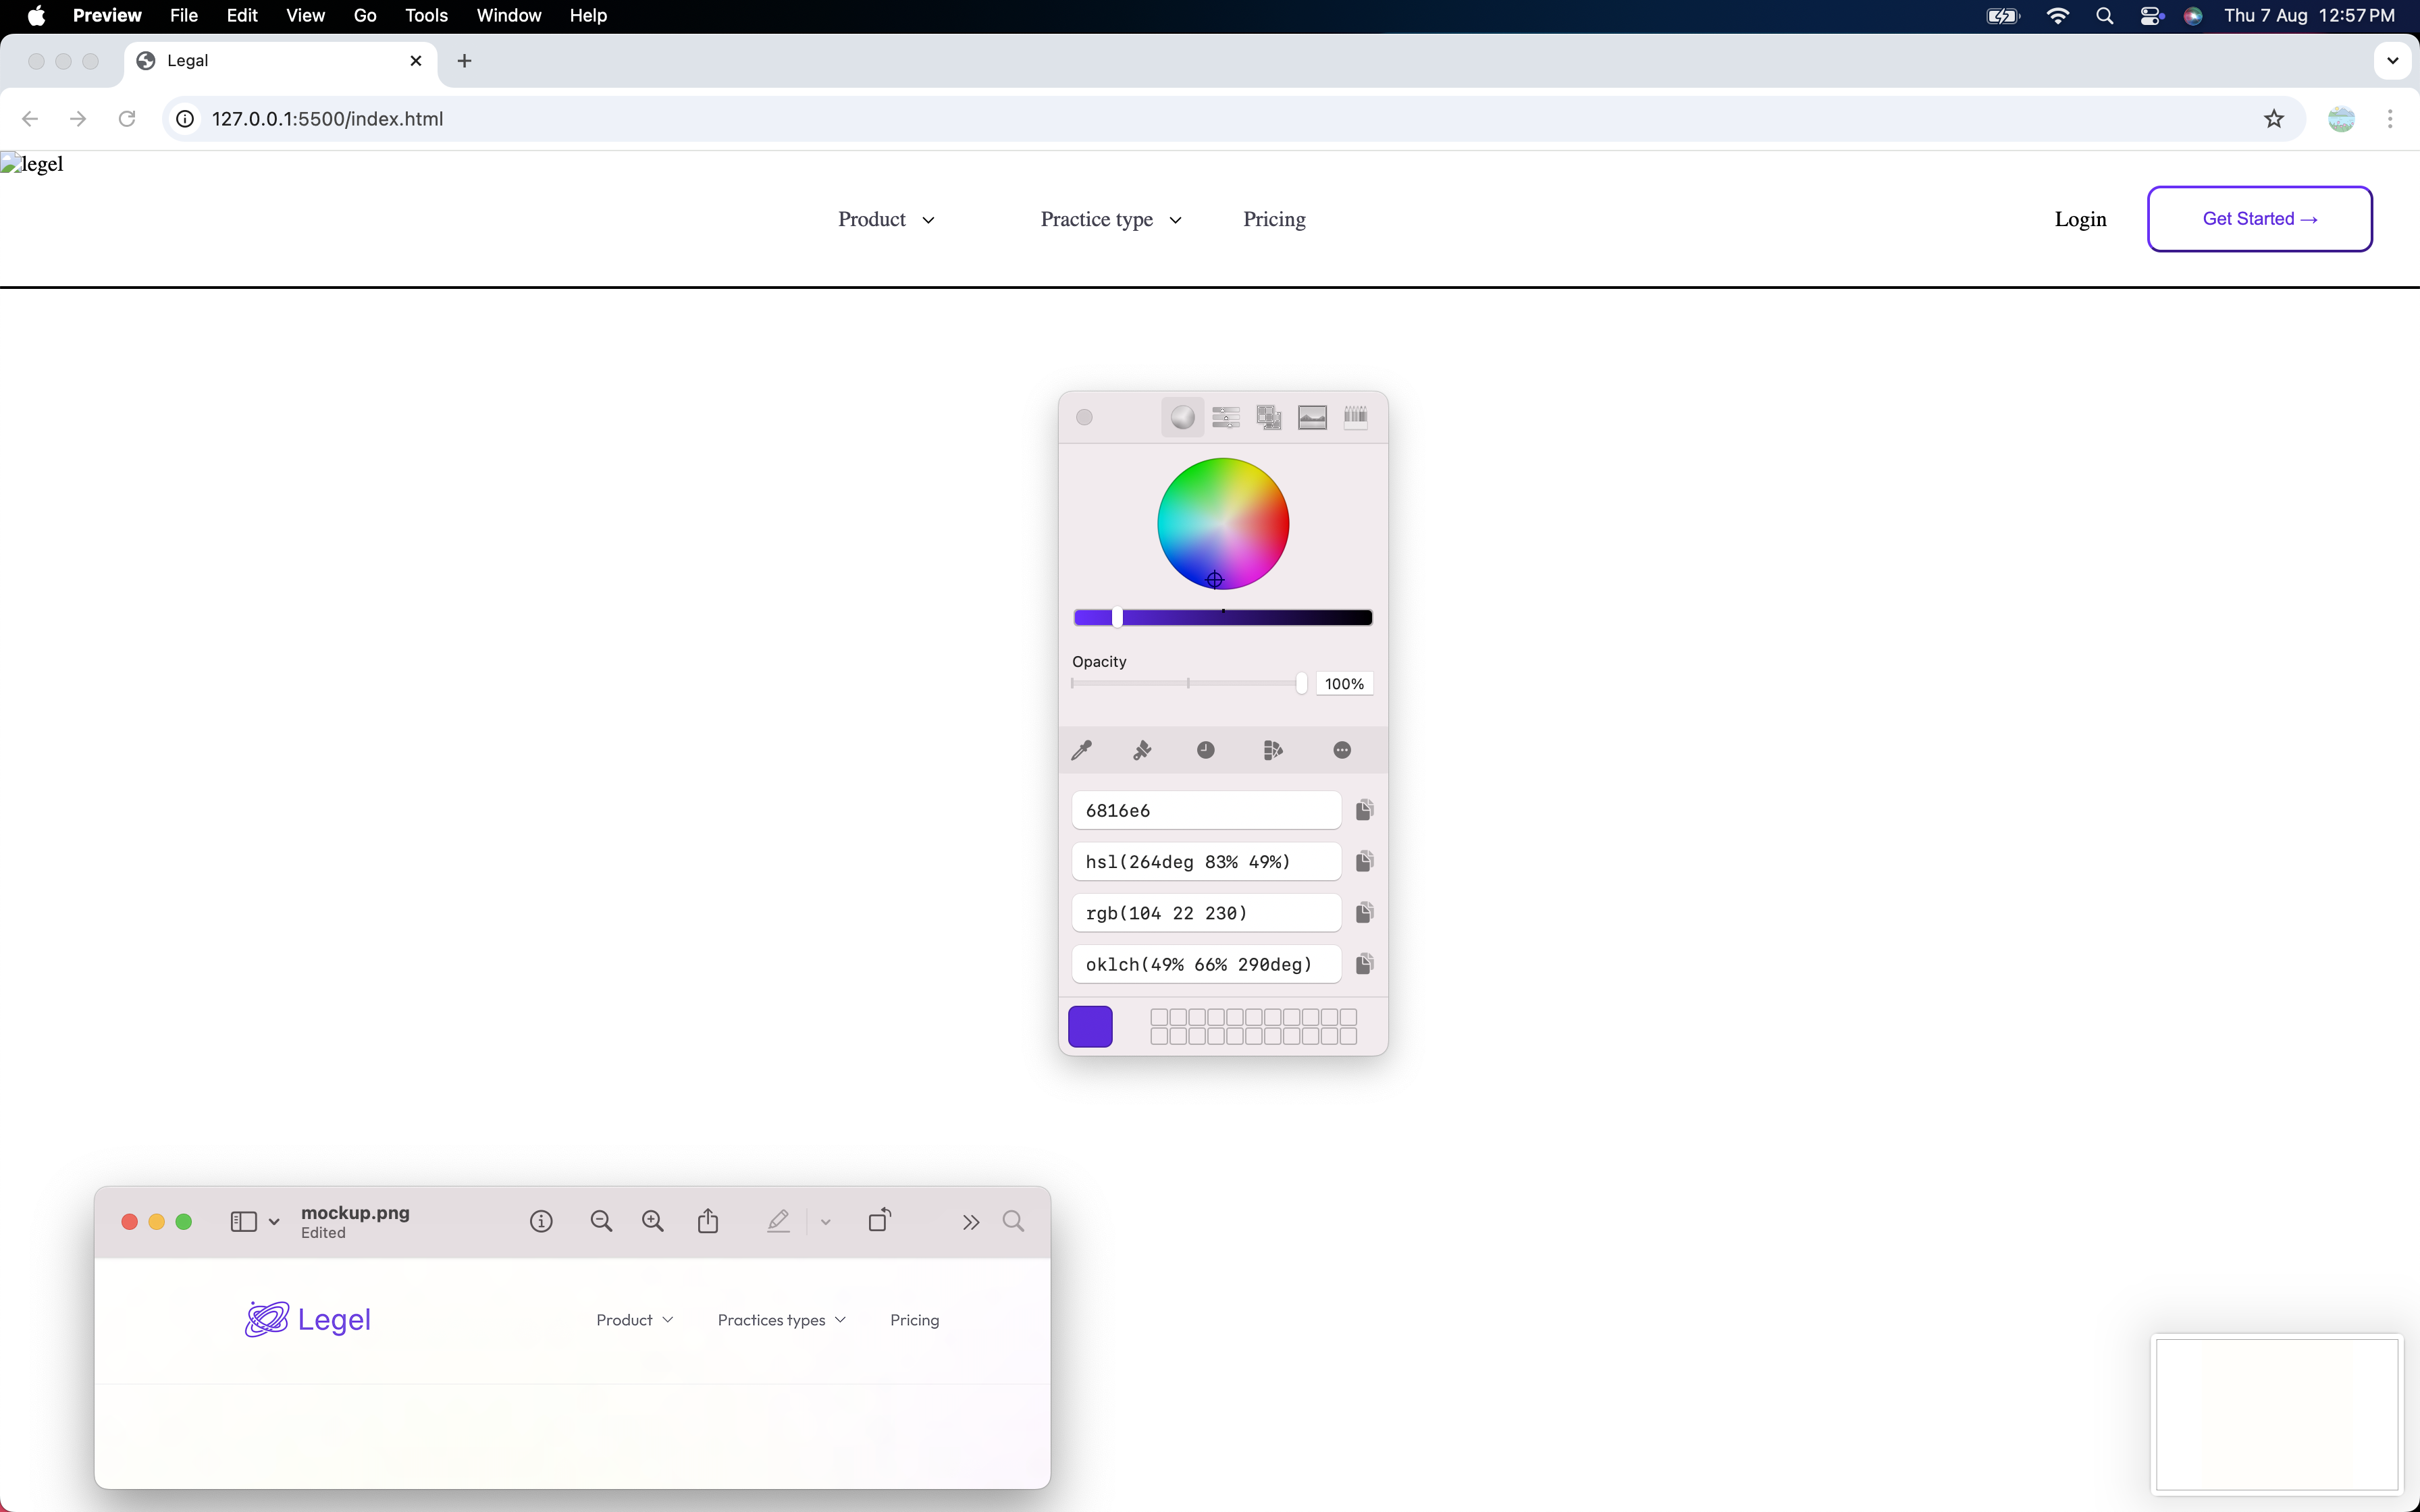 Preview File Edit View Go Tools Window Help Thu 7 Aug 12:57 PM
Legal
127.0.0.1:5500/index.html
legel
Product Practice type Pricing Login Get Started →
Opacity
100%
6816e6
hsl(264deg 83% 49%)
rgb(104 22 230)
oklch(49% 66% 290deg)
mockup.png
Edited
Legel Product Practices types Pricing